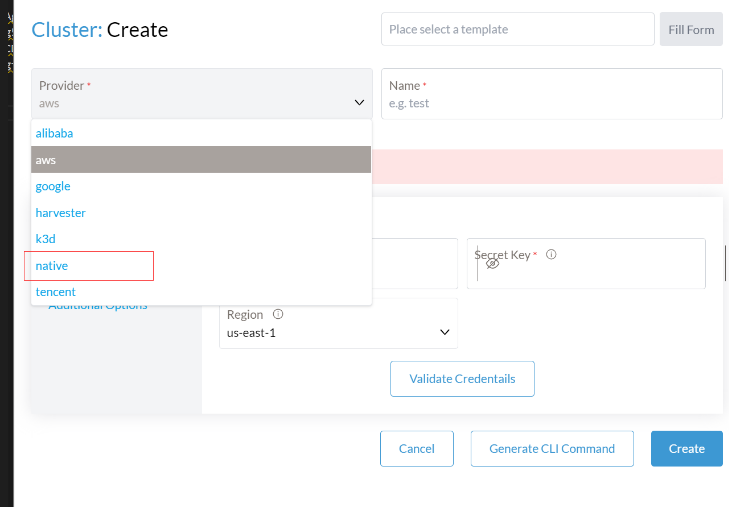 Cluster: Create
Place select a template
Fill Form
Provider *
aws
Name *
e.g. test
alibaba
aws
google
harvester
k3d
native
tencent
Secret Key *
Additional Options
Region
us-east-1
Validate Credentails
Cancel
Generate CLI Command
Create